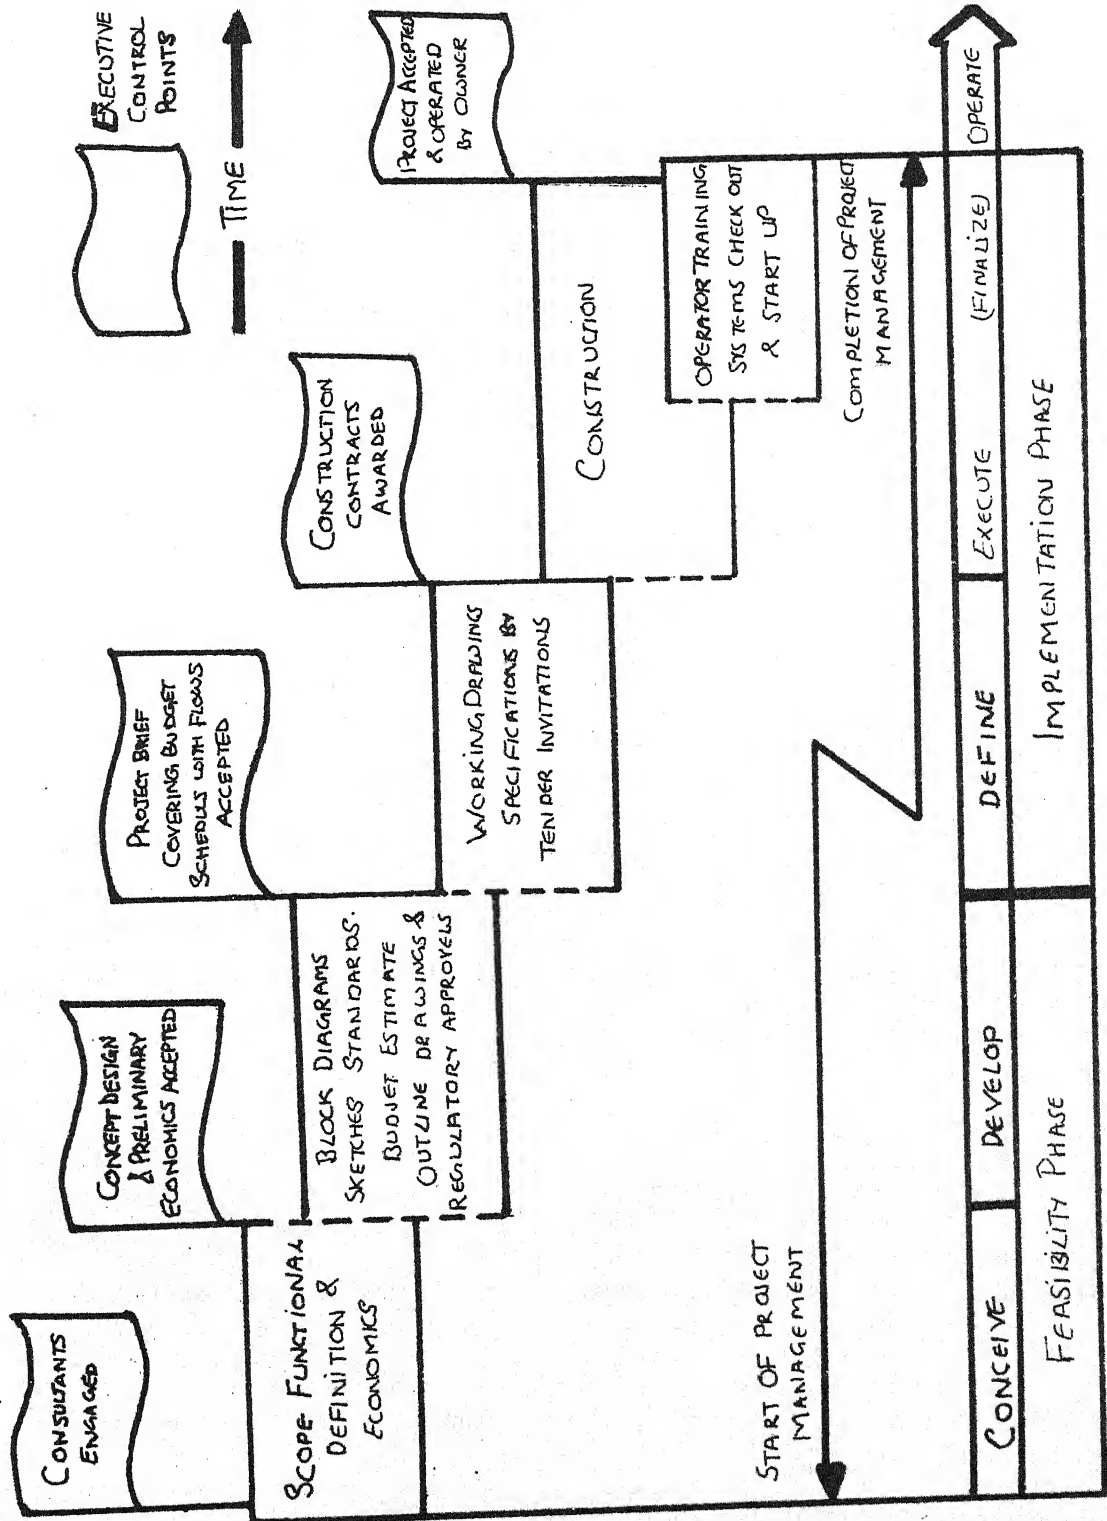 EXECUTIVE
CONTROL
POINTS
TIME
CONSULTANTS
ENGAGED
CONCEPT DESIGN
& PRELIMINARY
ECONOMICS ACCEPTED
PROJECT BRIEF
COVERING BUDGET
SCHEDULS WITH FLOWS
ACCEPTED
CONSTRUCTION
CONTRACTS
AWARDED
PROJECT ACCEPTED
& OPERATED
BY OWNER
SCOPE FUNCTIONAL
DEFINITION &
ECONOMICS
BLOCK DIAGRAMS
SKETCHES STANDARDS.
BUDJET ESTIMATE
OUTLINE DRAWINGS &
REGULATORY APPROVELS
WORKING DRAWINGS
SPECIFICATIONS BY
TENDER INVITATIONS
CONSTRUCTION
OPERATOR TRAINING
SYSTEMS CHECK OUT
& START UP
START OF PROJECT
MANAGEMENT
COMPLETION OF PROJECT
MANAGEMENT
CONCEIVE
DEVELOP
DEFINE
EXECUTE
(FINALIZE)
OPERATE
FEASIBILITY PHASE
IMPLEMENTATION PHASE